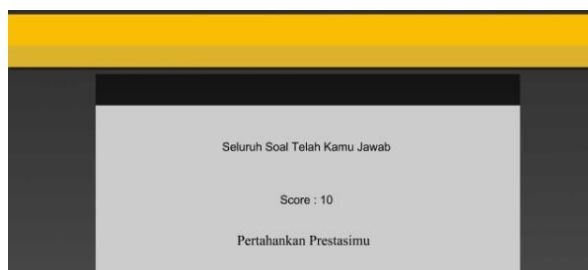 Seluruh Soal Telah Kamu Jawab
Score : 10
Pertahankan Prestasimu